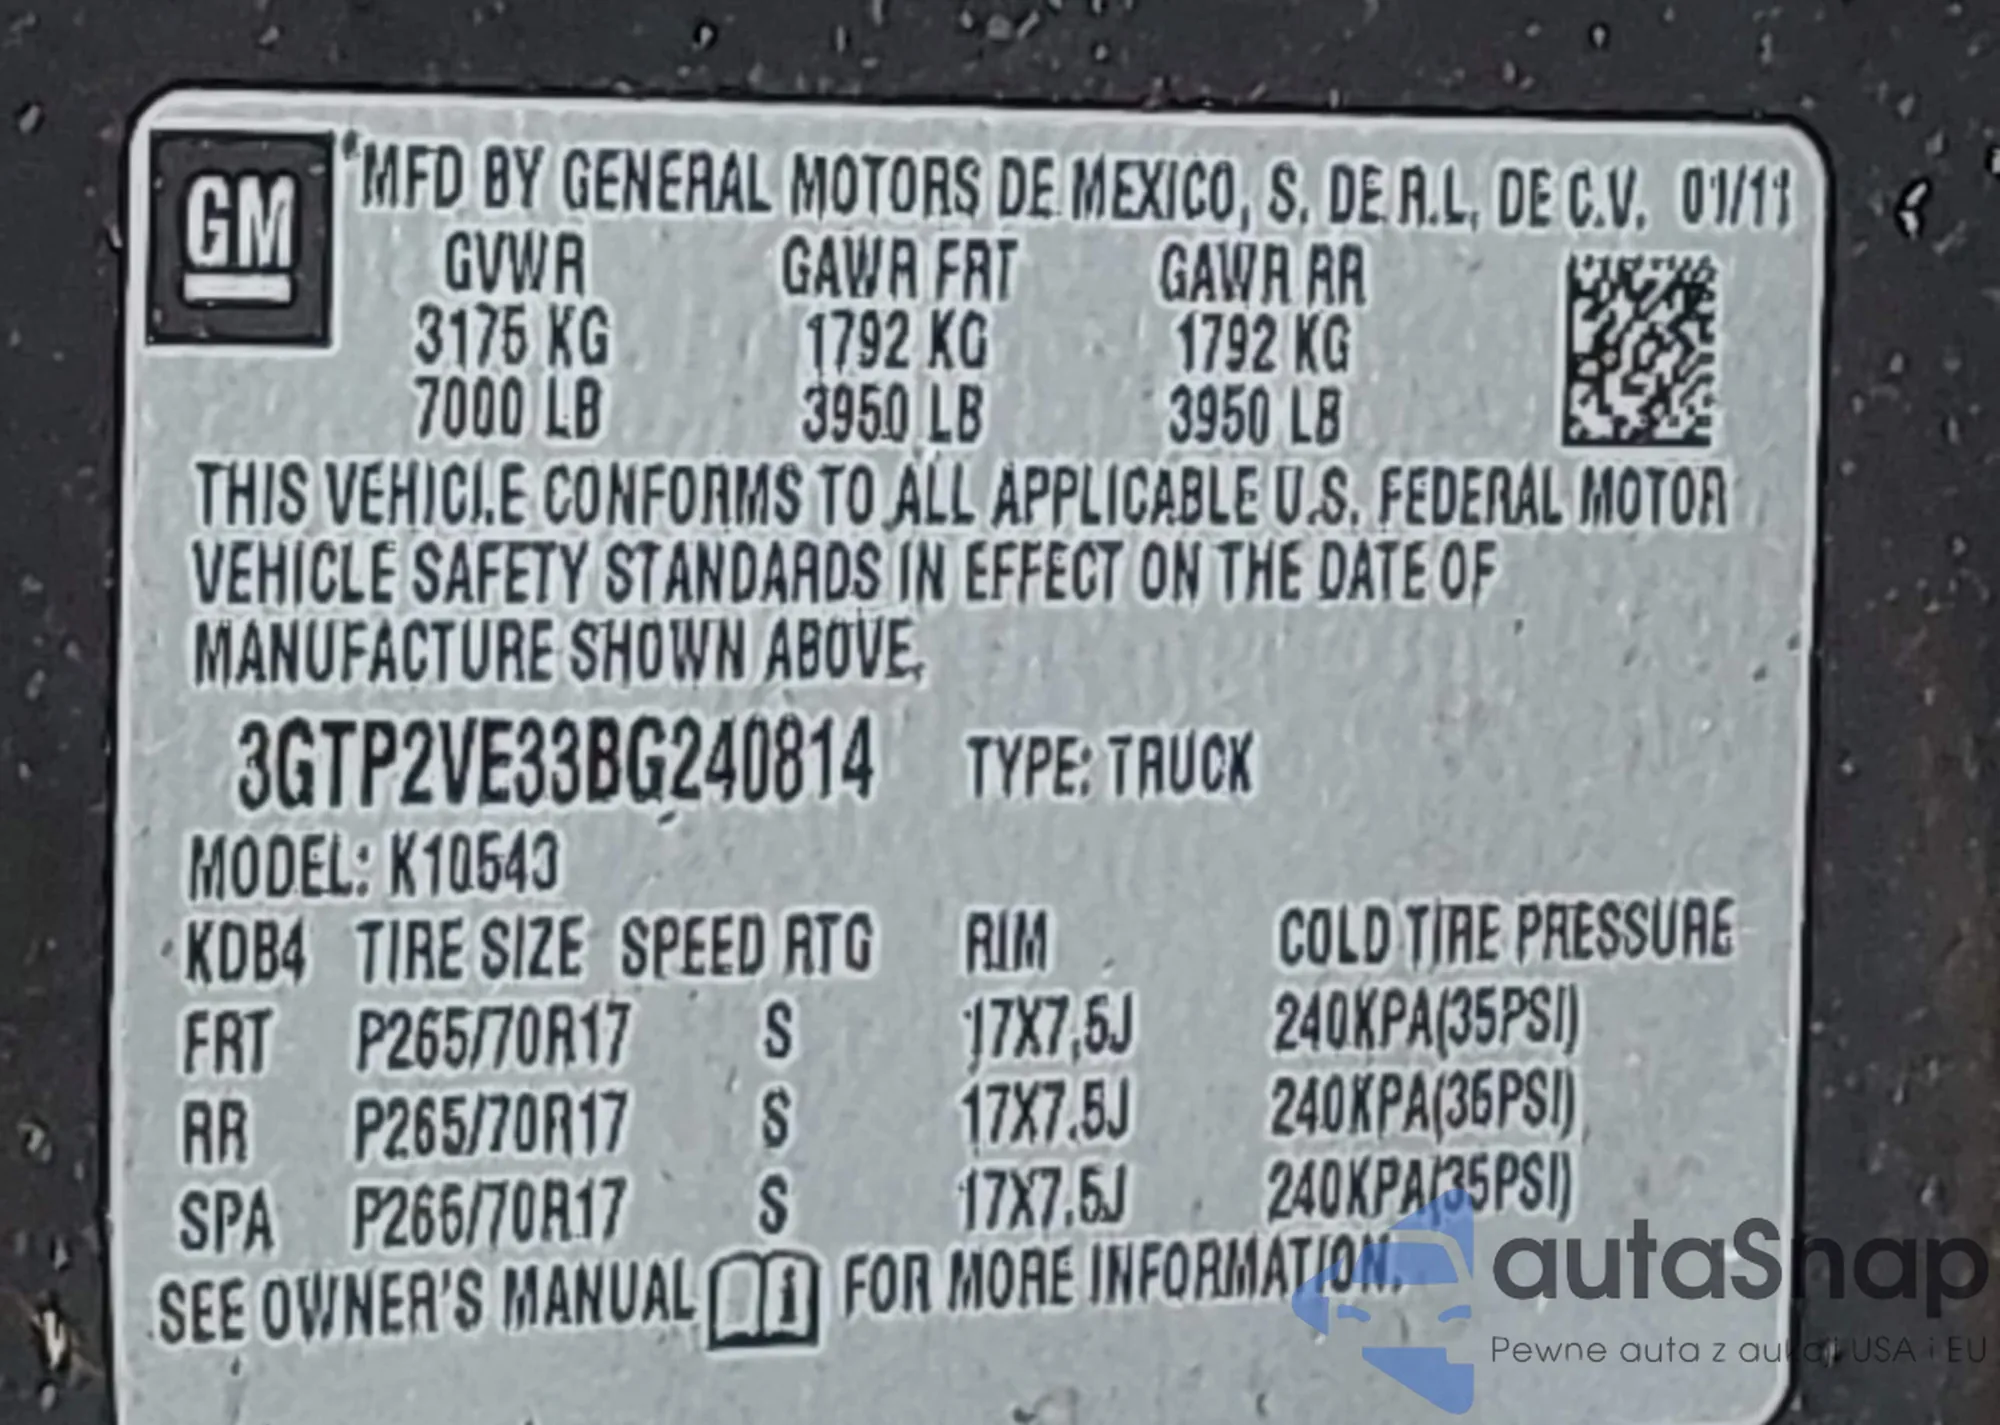 GM
*MFD BY GENERAL MOTORS DE MEXICO, S. DE R.L. DE C.V. 01/11
GVWR GAWR FRT GAWR RR
3175 KG 1792 KG 1792 KG
7000 LB 3950 LB 3950 LB
THIS VEHICLE CONFORMS TO ALL APPLICABLE U.S. FEDERAL MOTOR
VEHICLE SAFETY STANDARDS IN EFFECT ON THE DATE OF
MANUFACTURE SHOWN ABOVE.
3GTP2VE33BG240814 TYPE: TRUCK
MODEL: K10543
KDB4 TIRE SIZE SPEED RTG RIM COLD TIRE PRESSURE
FRT P265/70R17 S 17X7.5J 240KPA(35PSI)
RR P265/70R17 S 17X7.5J 240KPA(35PSI)
SPA P265/70R17 S 17X7.5J 240KPA(35PSI)
SEE OWNER'S MANUAL FOR MORE INFORMATION.
autaSnap
Pewne auta z aukcji USA i EU